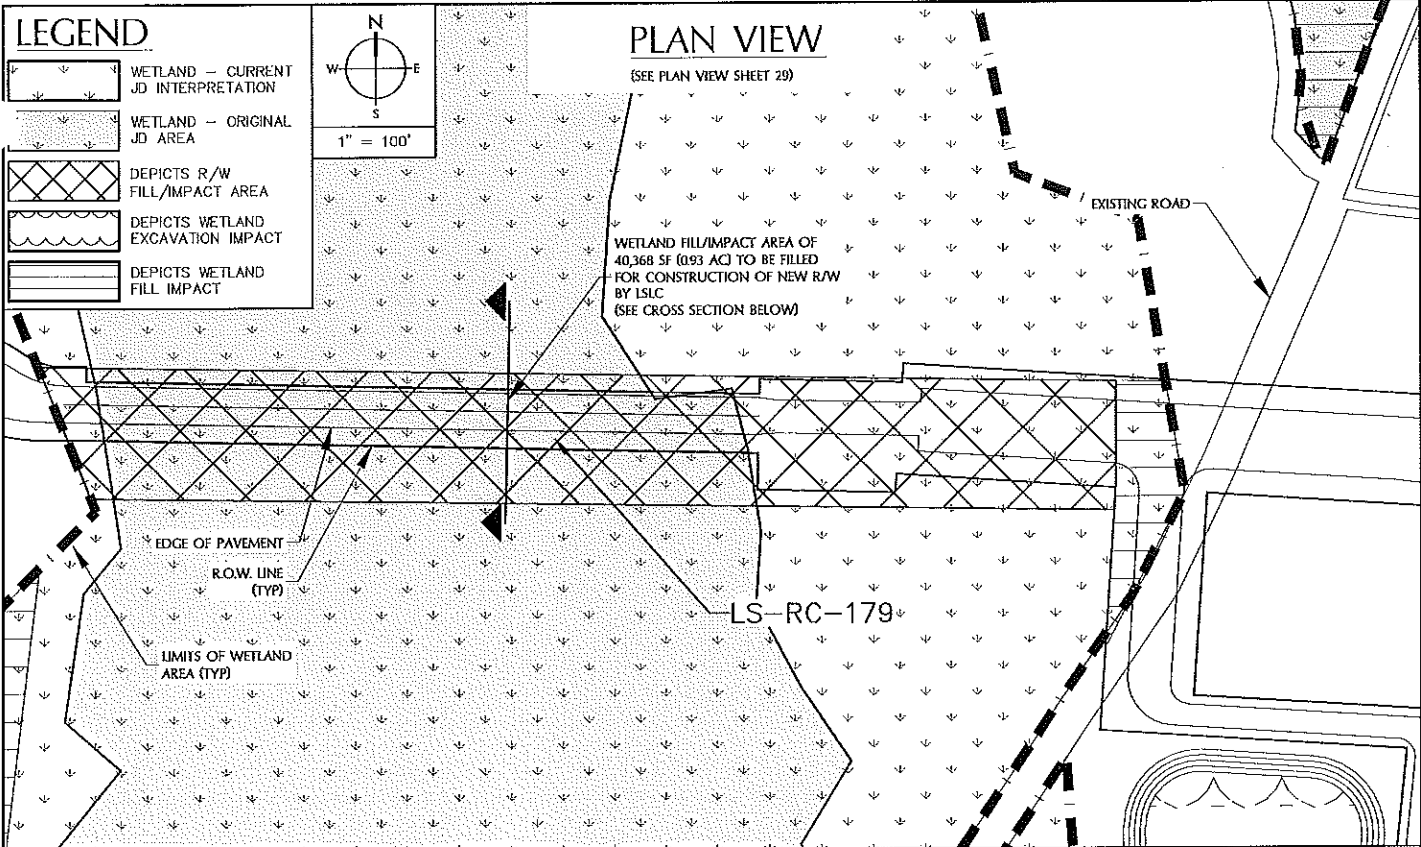 LEGEND
WETLAND – CURRENT
JD INTERPRETATION
WETLAND – ORIGINAL
JD AREA
DEPICTS R/W
FILL/IMPACT AREA
DEPICTS WETLAND
EXCAVATION IMPACT
DEPICTS WETLAND
FILL IMPACT
N
W
E
S
1" = 100'
PLAN VIEW
(SEE PLAN VIEW SHEET 29)
EXISTING ROAD
WETLAND FILL/IMPACT AREA OF
40,368 SF (0.93 AC) TO BE FILLED
FOR CONSTRUCTION OF NEW R/W
BY LSLC
(SEE CROSS SECTION BELOW)
EDGE OF PAVEMENT
R.O.W. LINE
(TYP)
LS-RC-179
LIMITS OF WETLAND
AREA (TYP)